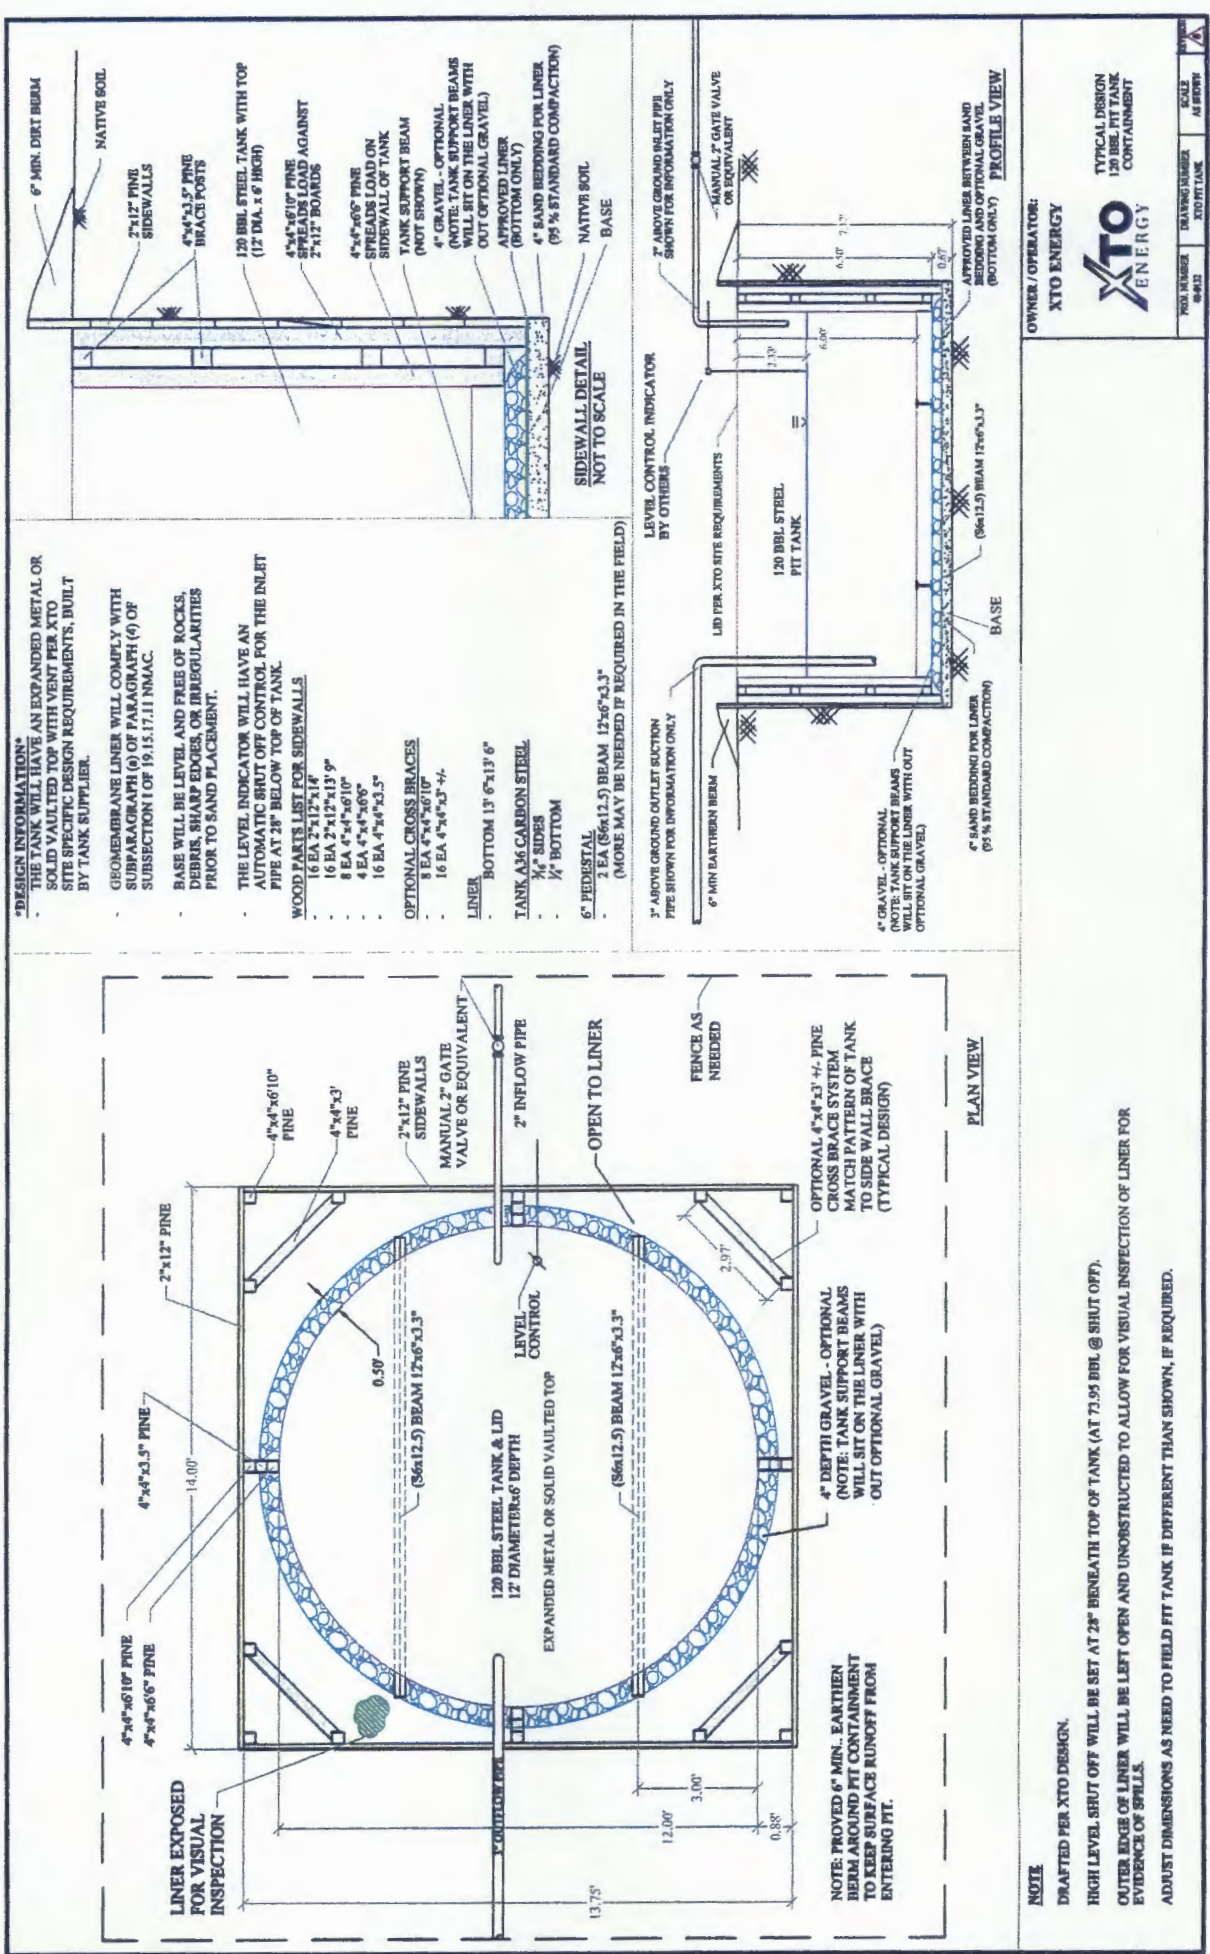 *DESIGN INFORMATION*
- THE TANK WILL HAVE AN EXPANDED METAL OR
SOLID VAULTED TOP WITH VENT PER XTO
SITE SPECIFIC DESIGN REQUIREMENTS, BUILT
BY TANK SUPPLIER.
- GEOMEMBRANE LINER WILL COMPLY WITH
SUBPARAGRAPH (a) OF PARAGRAPH (4) OF
SUBSECTION I OF 19.15.17.11 NMAC.
- BASE WILL BE LEVEL AND FREE OF ROCKS,
DEBRIS, SHARP EDGES, OR IRREGULARITIES
PRIOR TO SAND PLACEMENT.
- THE LEVEL INDICATOR WILL HAVE AN
AUTOMATIC SHUT OFF CONTROL FOR THE INLET
PIPE AT 28" BELOW TOP OF TANK.
WOOD PARTS LIST FOR SIDEWALLS
- 16 EA 2"x12"x14'
- 16 EA 2"x12"x13' 9"
- 8 EA 4"x4"x6'10"
- 4 EA 4"x4"x6'6"
- 16 EA 4"x4"x3.5"
OPTIONAL CROSS BRACES
- 8 EA 4"x4"x6'10"
- 16 EA 4"x4"x3' +/-
LINER
- BOTTOM 13' 6"x13' 6"
TANK A36 CARBON STEEL
- 3/16" SIDES
- 1/4" BOTTOM
6" PEDESTAL
- 2 EA (S6x12.5) BEAM 12'x6"x3.3"
(MORE MAY BE NEEDED IF REQUIRED IN THE FIELD)
6" MIN. DIRT BERM
NATIVE SOIL
2"x12" PINE
SIDEWALLS
4"x4"x3.5" PINE
BRACE POSTS
120 BBL STEEL TANK WITH TOP
(12' DIA. x 6' HIGH)
4"x4"x6'10" PINE
SPREADS LOAD AGAINST
2"x12" BOARDS
4"x4"x6'6" PINE
SPREADS LOAD ON
SIDEWALL OF TANK
TANK SUPPORT BEAM
(NOT SHOWN)
4" GRAVEL - OPTIONAL
(NOTE: TANK SUPPORT BEAMS
WILL SIT ON THE LINER WITH
OUT OPTIONAL GRAVEL)
APPROVED LINER
(BOTTOM ONLY)
4" SAND BEDDING FOR LINER
(95 % STANDARD COMPACTION)
NATIVE SOIL
BASE
SIDEWALL DETAIL
NOT TO SCALE
4"x4"x6'10" PINE
4"x4"x6'6" PINE
4"x4"x3.5" PINE
2"x12" PINE
4"x4"x6'10"
PINE
4"x4"x3'
PINE
2"x12" PINE
SIDEWALLS
MANUAL 2" GATE
VALVE OR EQUIVALENT
2" INFLOW PIPE
OPEN TO LINER
FENCE AS
NEEDED
14.00'
LINER EXPOSED
FOR VISUAL
INSPECTION
0.50'
(S6x12.5) BEAM 12'x6"x3.3"
120 BBL STEEL TANK & LID
12' DIAMETERx6' DEPTH
EXPANDED METAL OR SOLID VAULTED TOP
LEVEL
CONTROL
(S6x12.5) BEAM 12'x6"x3.3"
OUTFLOW PIPE
13.75'
12.00'
3.00'
0.88'
2.97'
NOTE: PROVED 6" MIN.. EARTHEN
BERM AROUND PIT CONTAINMENT
TO KEEP SURFACE RUNOFF FROM
ENTERING PIT.
4" DEPTH GRAVEL - OPTIONAL
(NOTE: TANK SUPPORT BEAMS
WILL SIT ON THE LINER WITH
OUT OPTIONAL GRAVEL)
OPTIONAL 4"x4"x3' +/- PINE
CROSS BRACE SYSTEM
MATCH PATTERN OF TANK
TO SIDE WALL BRACE
(TYPICAL DESIGN)
PLAN VIEW
3" ABOVE GROUND OUTLET SUCTION
PIPE SHOWN FOR INFORMATION ONLY
6" MIN EARTHERN BERM
LEVEL CONTROL INDICATOR
BY OTHERS
LID PER XTO SITE REQUIREMENTS
120 BBL STEEL
PIT TANK
2" ABOVE GROUND INLET PIPE
SHOWN FOR INFORMATION ONLY
MANUAL 2" GATE VALVE
OR EQUIVALENT
2.33'
6.00'
6.50'
0.67'
4" GRAVEL - OPTIONAL
(NOTE: TANK SUPPORT BEAMS
WILL SIT ON THE LINER WITH OUT
OPTIONAL GRAVEL)
4" SAND BEDDING FOR LINER
(95 % STANDARD COMPACTION)
BASE
(S6x12.5) BEAM 12'x6"x3.3"
APPROVED LINER BETWEEN SAND
BEDDING AND OPTIONAL GRAVEL
(BOTTOM ONLY)
PROFILE VIEW
NOTE
DRAFTED PER XTO DESIGN.
HIGH LEVEL SHUT OFF WILL BE SET AT 28" BENEATH TOP OF TANK (AT 73.95 BBL @ SHUT OFF).
OUTER EDGE OF LINER WILL BE LEFT OPEN AND UNOBSTRUCTED TO ALLOW FOR VISUAL INSPECTION OF LINER FOR
EVIDENCE OF SPILLS.
ADJUST DIMENSIONS AS NEED TO FIELD FIT TANK IF DIFFERENT THAN SHOWN, IF REQUIRED.
OWNER / OPERATOR:
XTO ENERGY
XTO
ENERGY
TYPICAL DESIGN
120 BBL PIT TANK
CONTAINMENT
PROJ. NUMBER
DRAWING NUMBER
XTO PIT TANK
SCALE
AS SHOWN
REVISION